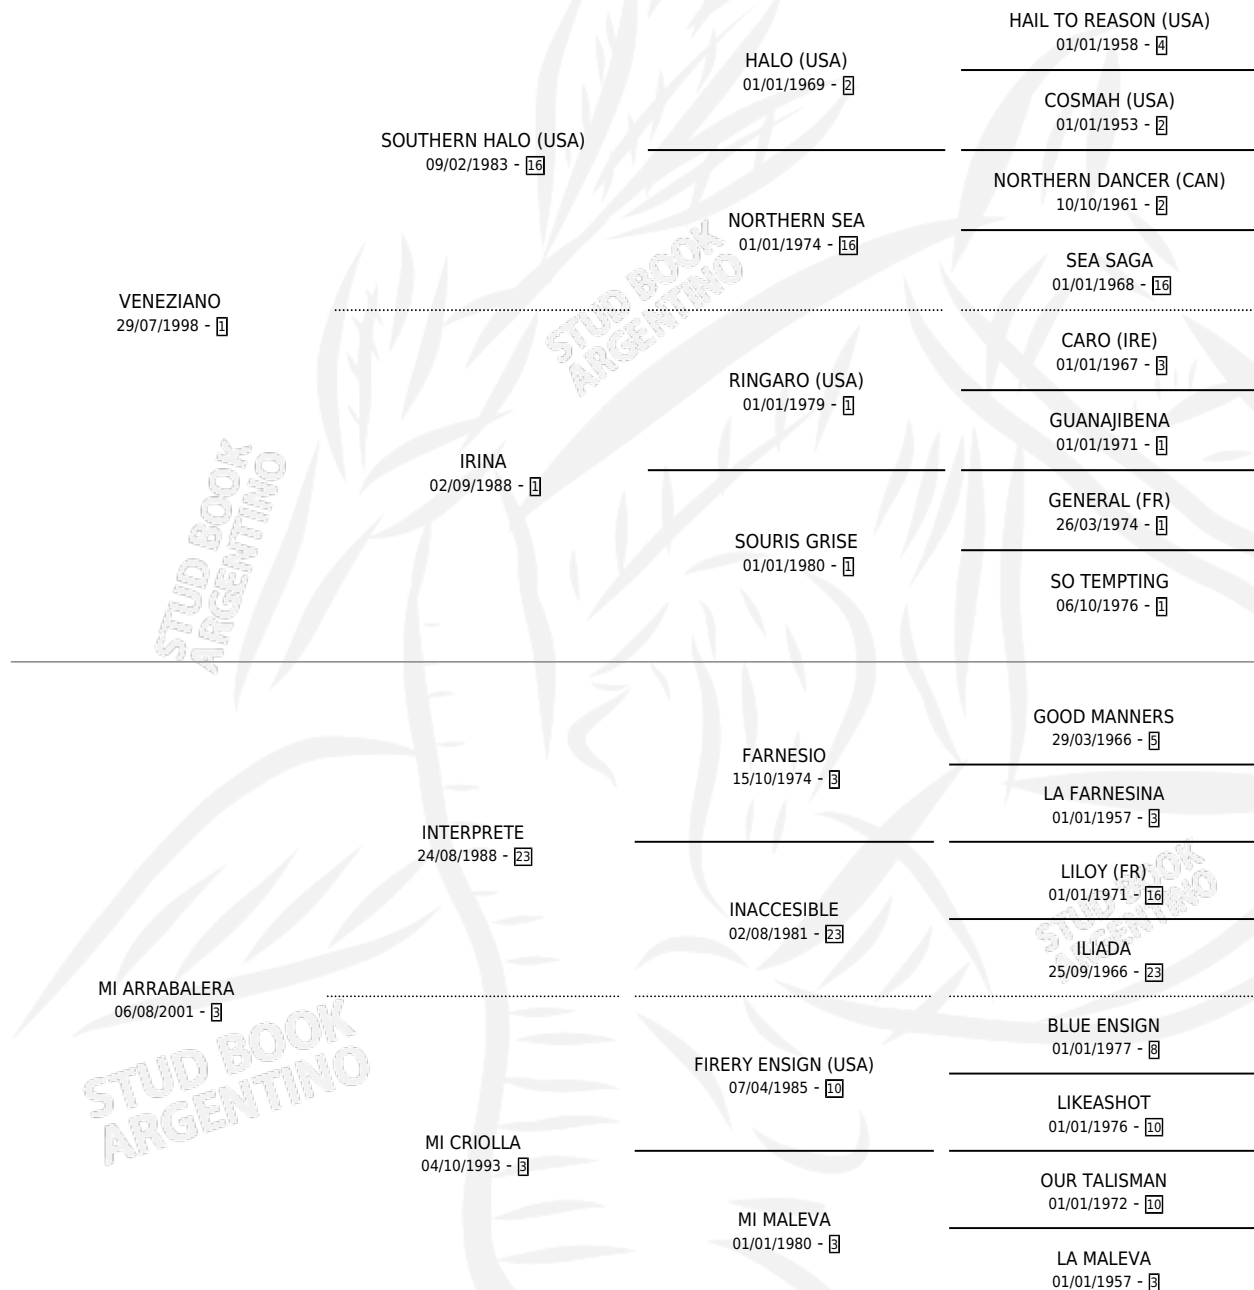 HAIL TO REASON (USA)
01/01/1958 - 4
HALO (USA)
01/01/1969 - 2
COSMAH (USA)
01/01/1953 - 2
SOUTHERN HALO (USA)
09/02/1983 - 16
NORTHERN DANCER (CAN)
10/10/1961 - 2
NORTHERN SEA
01/01/1974 - 16
SEA SAGA
01/01/1968 - 16
VENEZIANO
29/07/1998 - 1
CARO (IRE)
01/01/1967 - 3
RINGARO (USA)
01/01/1979 - 1
GUANAJIBENA
01/01/1971 - 1
IRINA
02/09/1988 - 1
GENERAL (FR)
26/03/1974 - 1
SOURIS GRISE
01/01/1980 - 1
SO TEMPTING
06/10/1976 - 1
STUD BOOK
ARGENTINO
STUD BOOK
ARGENTINO
GOOD MANNERS
29/03/1966 - 5
FARNESIO
15/10/1974 - 3
LA FARNESINA
01/01/1957 - 3
INTERPRETE
24/08/1988 - 23
LILOY (FR)
01/01/1971 - 16
INACCESIBLE
02/08/1981 - 23
ILIADA
25/09/1966 - 23
STUD BOOK
ARGENTINO
MI ARRABALERA
06/08/2001 - 3
BLUE ENSIGN
01/01/1977 - 8
FIRERY ENSIGN (USA)
07/04/1985 - 10
LIKEASHOT
01/01/1976 - 10
STUD BOOK
ARGENTINO
MI CRIOLLA
04/10/1993 - 3
OUR TALISMAN
01/01/1972 - 10
MI MALEVA
01/01/1980 - 3
LA MALEVA
01/01/1957 - 3